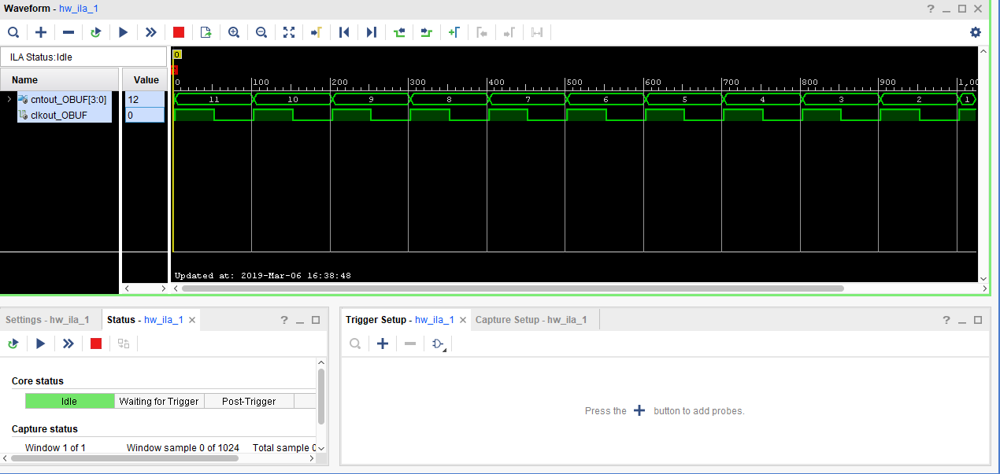 Waveform - hw_ila_1
ILA Status:Idle
Name
Value
cntout_OBUF[3:0]
12
clkout_OBUF
0
0
0 100 200 300 400 500 600 700 800 900 1,00
11 10 9 8 7 6 5 4 3 2 1
Updated at: 2019-Mar-06 16:38:48
Settings - hw_ila_1
Status - hw_ila_1
Core status
Idle
Waiting for Trigger
Post-Trigger
Capture status
Window 1 of 1
Window sample 0 of 1024
Total sample 0
Trigger Setup - hw_ila_1
Capture Setup - hw_ila_1
Press the + button to add probes.